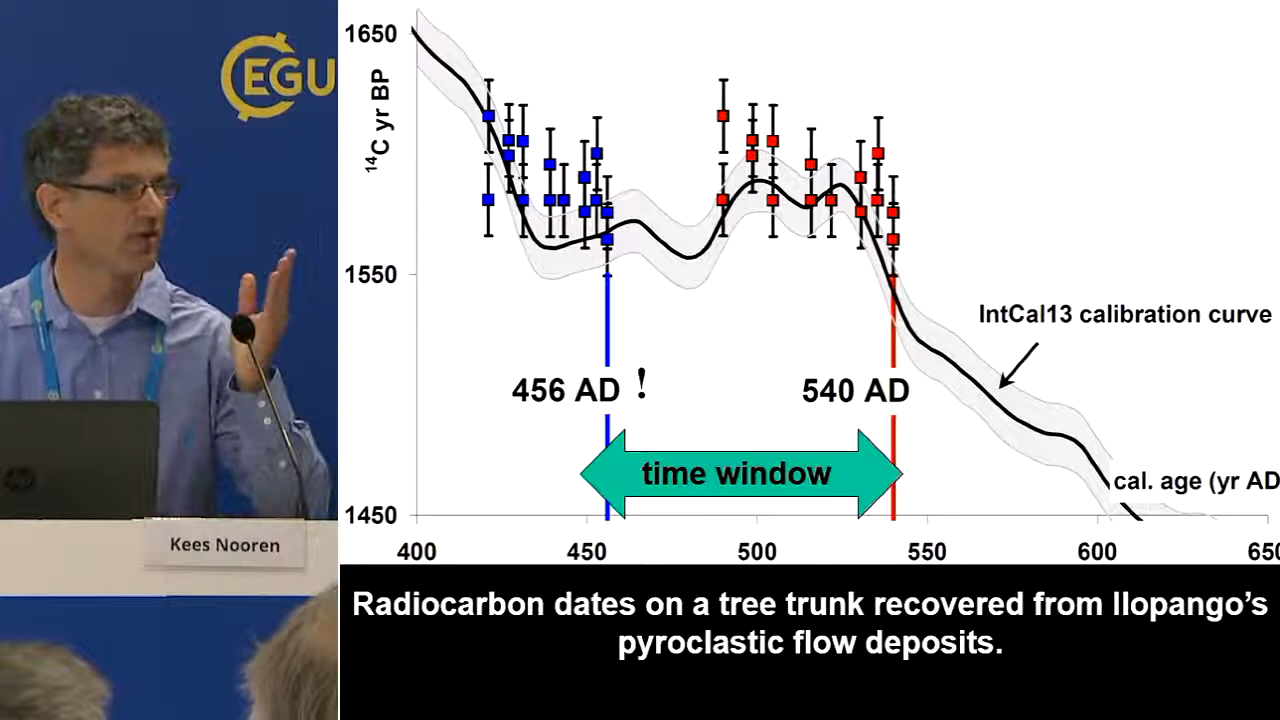 EGU
Kees Nooren
1650
¹⁴C yr BP
1550
IntCal13 calibration curve
456 AD !
540 AD
time window
cal. age (yr AD
1450
400 450 500 550 600 650
Radiocarbon dates on a tree trunk recovered from Ilopango’s
pyroclastic flow deposits.